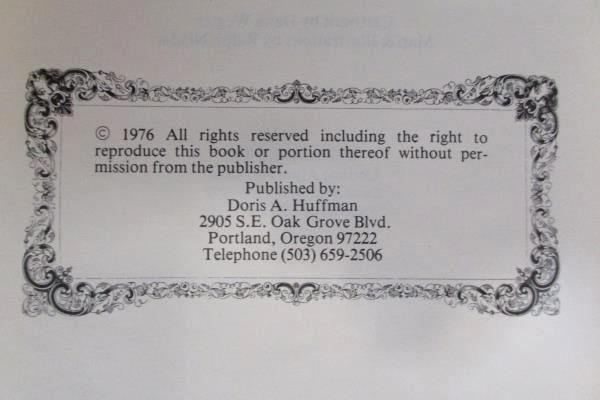 © 1976 All rights reserved including the right to
reproduce this book or portion thereof without per-
mission from the publisher.
Published by:
Doris A. Huffman
2905 S.E. Oak Grove Blvd.
Portland, Oregon 97222
Telephone (503) 659-2506